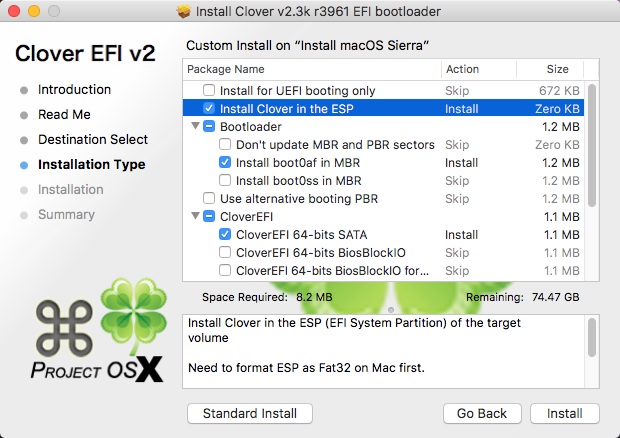 Install Clover v2.3k r3961 EFI bootloader
Clover EFI v2
Custom Install on “Install macOS Sierra”
Introduction
Read Me
Destination Select
Installation Type
Installation
Summary
Package Name Action Size
Install for UEFI booting only Skip 672 KB
Install Clover in the ESP Install Zero KB
Bootloader 1.2 MB
Don't update MBR and PBR sectors Skip Zero KB
Install boot0af in MBR Install 1.2 MB
Install boot0ss in MBR Skip 1.2 MB
Use alternative booting PBR Skip 1.2 MB
CloverEFI 1.1 MB
CloverEFI 64-bits SATA Install 1.1 MB
CloverEFI 64-bits BiosBlockIO Skip 1.1 MB
CloverEFI 64-bits BiosBlockIO for... Skip 1.1 MB
Space Required: 8.2 MB Remaining: 74.47 GB
Install Clover in the ESP (EFI System Partition) of the target
volume
Need to format ESP as Fat32 on Mac first.
PROJECT OSX
Standard Install Go Back Install